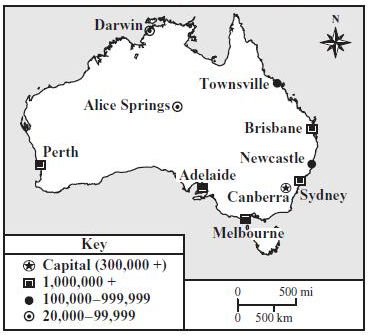 N
Darwin
Townsville
Alice Springs
Brisbane
Newcastle
Perth
Adelaide
Canberra
Sydney
Melbourne
Key
Capital (300,000 +)
1,000,000 +
100,000–999,999
20,000–99,999
0 500 mi
0 500 km